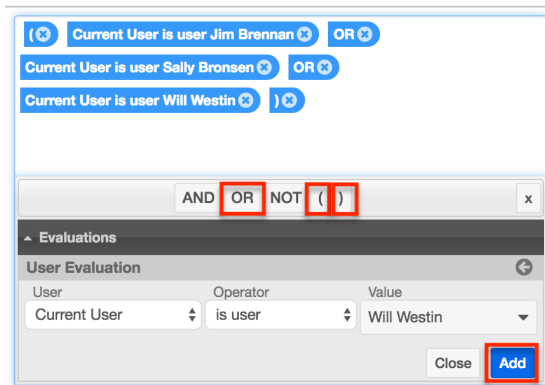 ( Current User is user Jim Brennan OR
Current User is user Sally Bronsen OR
Current User is user Will Westin )
AND OR NOT ( ) x
Evaluations
User Evaluation
User Operator Value
Current User is user Will Westin
Close Add